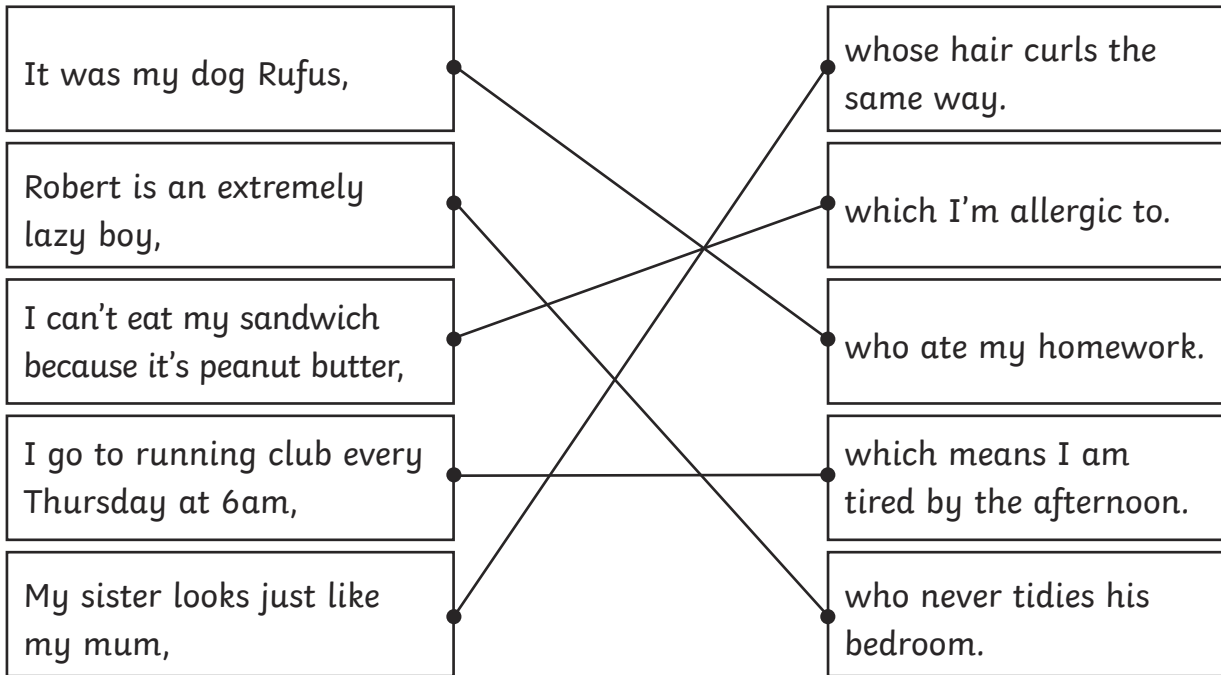 It was my dog Rufus,
whose hair curls the
same way.
Robert is an extremely
lazy boy,
which I'm allergic to.
I can't eat my sandwich
because it's peanut butter,
who ate my homework.
I go to running club every
Thursday at 6am,
which means I am
tired by the afternoon.
My sister looks just like
my mum,
who never tidies his
bedroom.